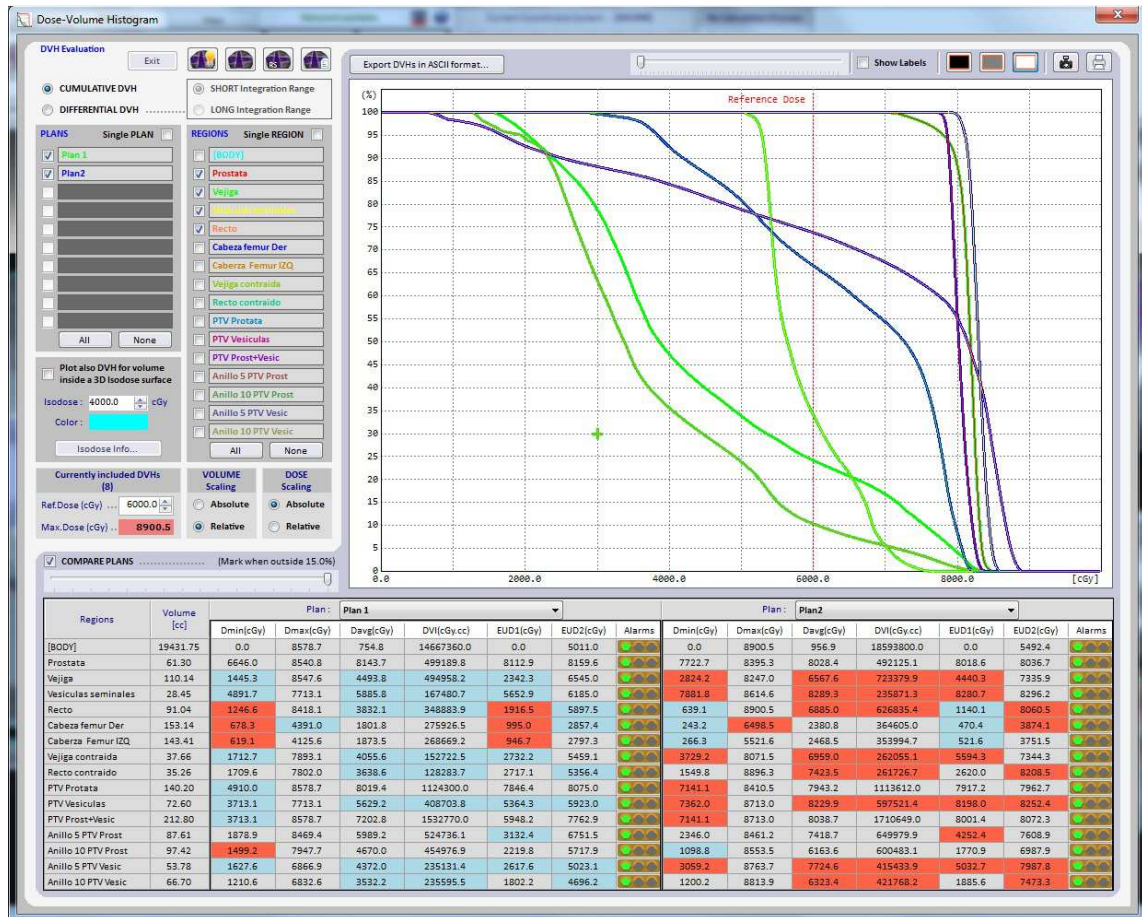 Dose-Volume Histogram
DVH Evaluation
Exit
CUMULATIVE DVH
DIFFERENTIAL DVH ..........
SHORT Integration Range
LONG Integration Range
PLANS Single PLAN
Plan 1
Plan2
All None
REGIONS Single REGION
[BODY]
Prostata
Vejiga
Recto
Cabeza femur Der
Caberza Femur IZQ
Vejiga contraida
Recto contraido
PTV Protata
PTV Vesiculas
PTV Prost+Vesic
Anillo 5 PTV Prost
Anillo 10 PTV Prost
Anillo 5 PTV Vesic
Anillo 10 PTV Vesic
All None
Plot also DVH for volume
inside a 3D Isodose surface
Isodose : 4000.0 cGy
Color :
Isodose Info...
Currently included DVHs
(8)
Ref.Dose (cGy) ... 6000.0
Max.Dose (cGy) .. 8900.5
VOLUME
Scaling
Absolute
Relative
DOSE
Scaling
Absolute
Relative
COMPARE PLANS .................. (Mark when outside 15.0%)
Export DVHs in ASCII format...
Show Labels
(%)
Reference Dose
100
95
90
85
80
75
70
65
60
55
50
45
40
35
30
25
20
15
10
5
0.0 2000.0 4000.0 6000.0 8000.0 [cGy]
Regions Volume [cc] Plan : Plan 1 Plan : Plan2
Dmin(cGy) Dmax(cGy) Davg(cGy) DVI(cGy.cc) EUD1(cGy) EUD2(cGy) Alarms Dmin(cGy) Dmax(cGy) Davg(cGy) DVI(cGy.cc) EUD1(cGy) EUD2(cGy) Alarms
[BODY] 19431.75 0.0 8578.7 754.8 14667360.0 0.0 5011.0 0.0 8900.5 956.9 18593800.0 0.0 5492.4
Prostata 61.30 6646.0 8540.8 8143.7 499189.8 8112.9 8159.6 7722.7 8395.3 8028.4 492125.1 8018.6 8036.7
Vejiga 110.14 1445.3 8547.6 4493.8 494958.2 2342.3 6545.0 2824.2 8247.0 6567.6 723379.9 4440.3 7335.9
Vesiculas seminales 28.45 4891.7 7713.1 5885.8 167480.7 5652.9 6185.0 7881.8 8614.6 8289.3 235871.3 8280.7 8296.2
Recto 91.04 1246.6 8418.1 3832.1 348883.9 1916.5 5897.5 639.1 8900.5 6885.0 626835.4 1140.1 8060.5
Cabeza femur Der 153.14 678.3 4391.0 1801.8 275926.5 995.0 2857.4 243.2 6498.5 2380.8 364605.0 470.4 3874.1
Caberza Femur IZQ 143.41 619.1 4125.6 1873.5 268669.2 946.7 2797.3 266.3 5521.6 2468.5 353994.7 521.6 3751.5
Vejiga contraida 37.66 1712.7 7893.1 4055.6 152722.5 2732.2 5459.1 3729.2 8071.5 6959.0 262055.1 5594.3 7344.3
Recto contraido 35.26 1709.6 7802.0 3638.6 128283.7 2717.1 5356.4 1549.8 8896.3 7423.5 261726.7 2620.0 8208.5
PTV Protata 140.20 4910.0 8578.7 8019.4 1124300.0 7846.4 8075.0 7141.1 8410.5 7943.2 1113612.0 7917.2 7962.7
PTV Vesiculas 72.60 3713.1 7713.1 5629.2 408703.8 5364.3 5923.0 7362.0 8713.0 8229.9 597521.4 8198.0 8252.4
PTV Prost+Vesic 212.80 3713.1 8578.7 7202.8 1532770.0 5948.2 7762.9 7141.1 8713.0 8038.7 1710649.0 8001.4 8072.3
Anillo 5 PTV Prost 87.61 1878.9 8469.4 5989.2 524736.1 3132.4 6751.5 2346.0 8461.2 7418.7 649979.9 4252.4 7608.9
Anillo 10 PTV Prost 97.42 1499.2 7947.7 4670.0 454976.9 2219.8 5717.9 1098.8 8553.5 6163.6 600483.1 1770.9 6987.9
Anillo 5 PTV Vesic 53.78 1627.6 6866.9 4372.0 235131.4 2617.6 5023.1 3059.2 8763.7 7724.6 415433.9 5032.7 7987.8
Anillo 10 PTV Vesic 66.70 1210.6 6832.6 3532.2 235595.5 1802.2 4696.2 1200.2 8813.9 6323.4 421768.2 1885.6 7473.3